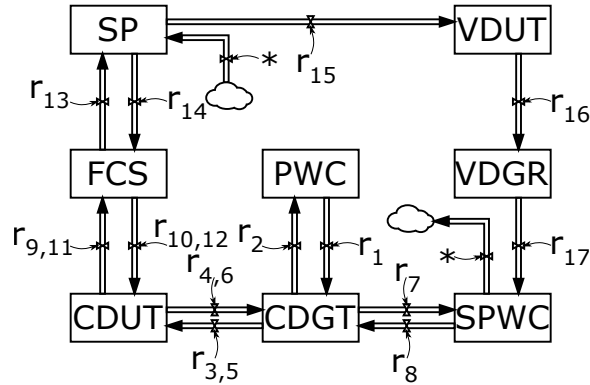 SP
VDUT
*
r15
r13
r14
r16
FCS
PWC
VDGR
r9,11
r10,12
r2
r1
*
r17
r4,6
r7
CDUT
CDGT
SPWC
r3,5
r8